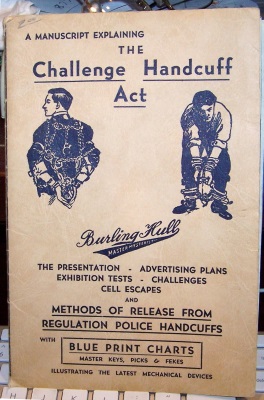 A MANUSCRIPT EXPLAINING
THE
Challenge Handcuff
Act
Burling Hull
THE PRESENTATION - ADVERTISING PLANS
EXHIBITION TESTS - CHALLENGES
CELL ESCAPES
AND
METHODS OF RELEASE FROM
REGULATION POLICE HANDCUFFS
WITH BLUE PRINT CHARTS
MASTER KEYS, PICKS & FEKES
ILLUSTRATING THE LATEST MECHANICAL DEVICES